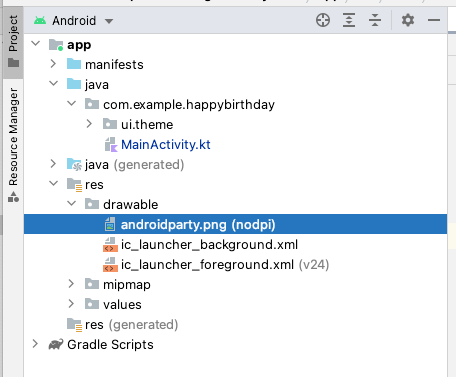 Project
Resource Manager
Android
app
manifests
java
com.example.happybirthday
ui.theme
MainActivity.kt
java (generated)
res
drawable
androidparty.png (nodpi)
ic_launcher_background.xml
ic_launcher_foreground.xml (v24)
mipmap
values
res (generated)
Gradle Scripts